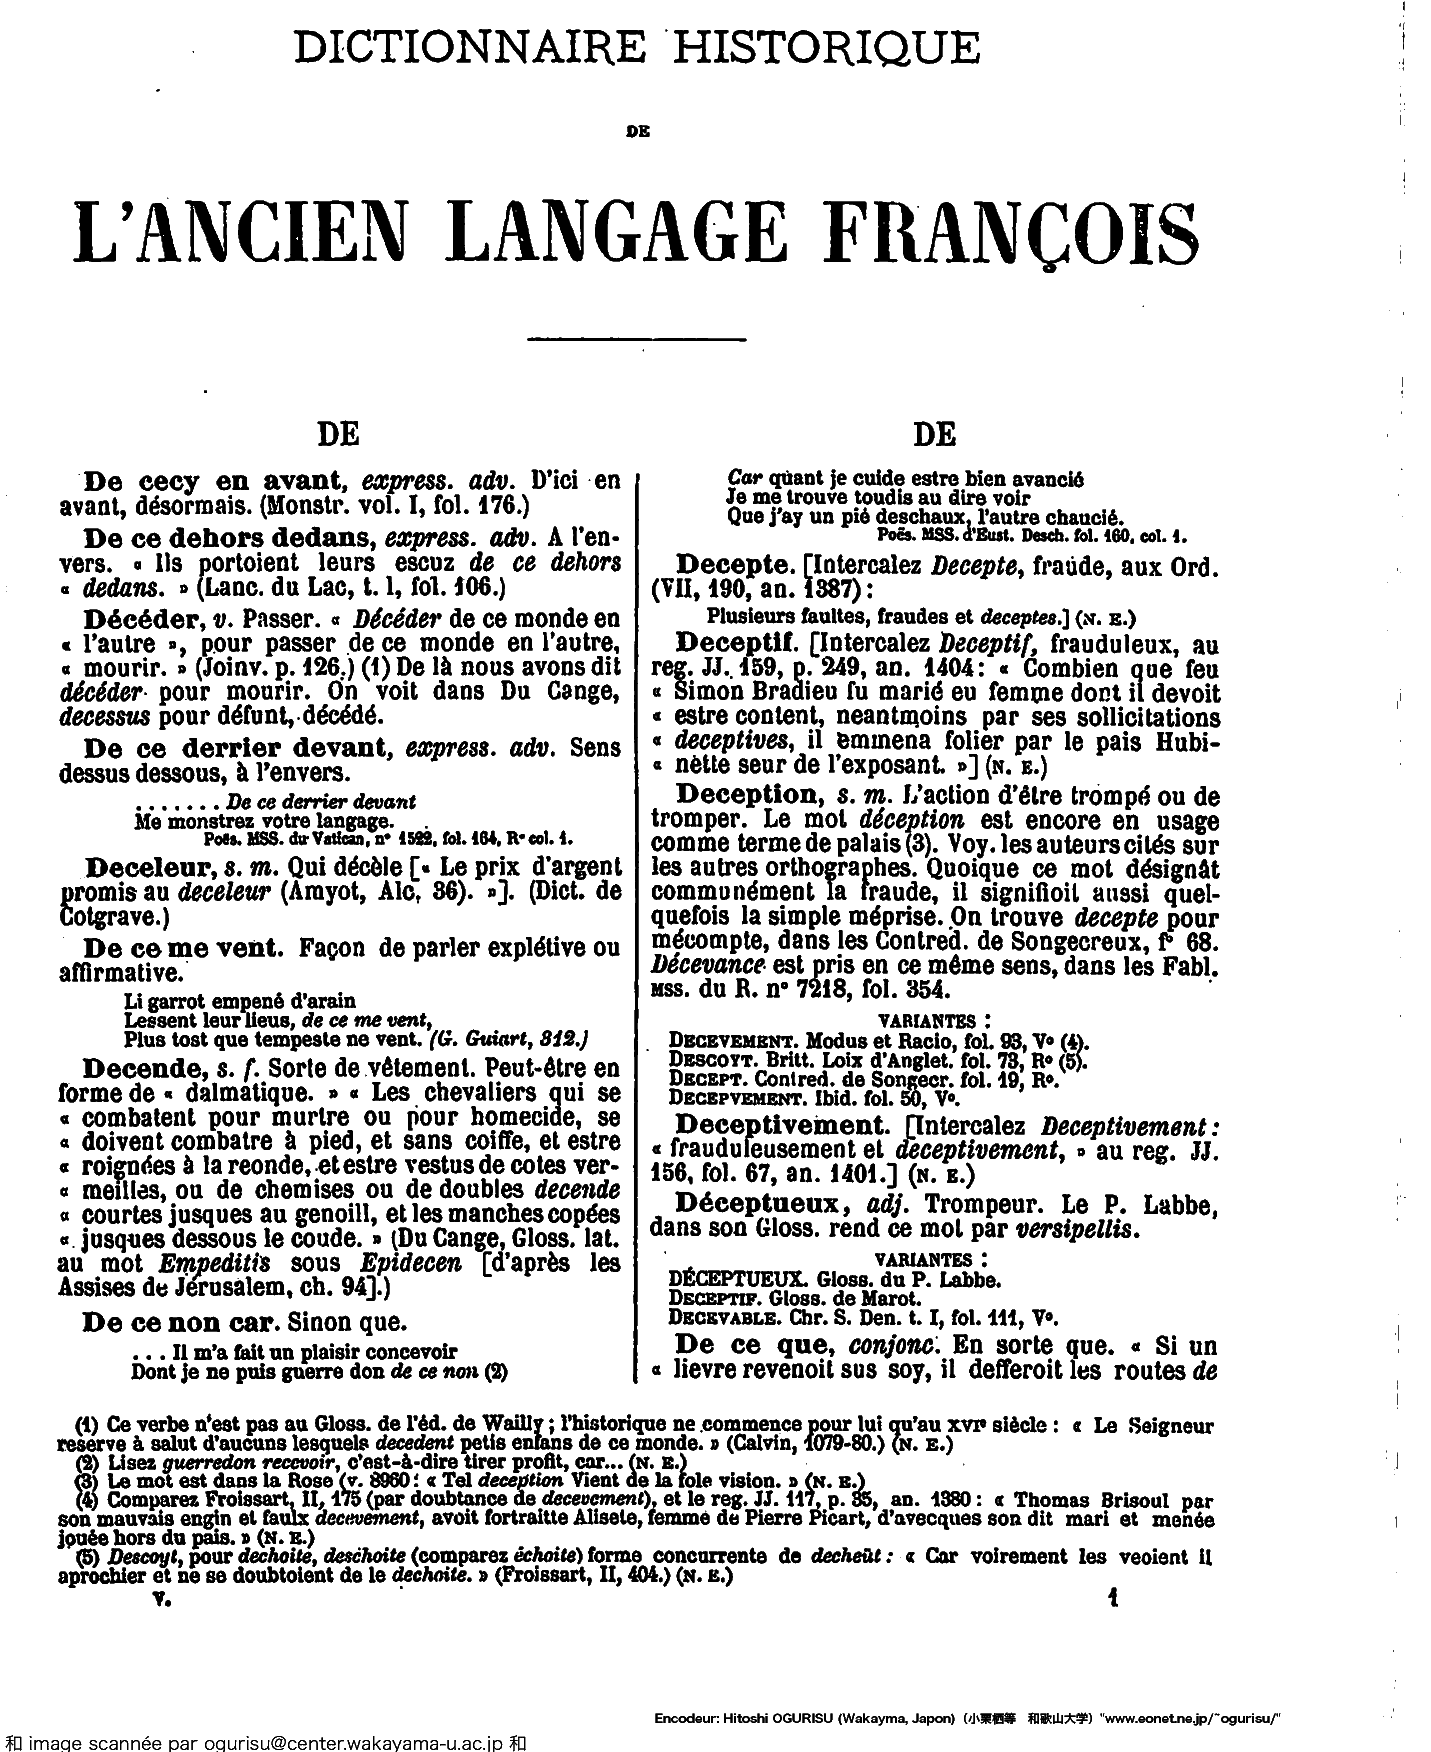 DICTIONNAIRE HISTORIQUE
DE
L'ANCIEN LANGAGE FRANÇOIS
DE
De cecy en avant, express. adv. D'ici en
avant, désormais. (Monstr. vol. I, fol. 176.)
De ce dehors dedans, express. adv. A l'en-
vers. « Ils portoient leurs escuz de ce dehors
« dedans. » (Lanc. du Lac, t. I, fol. 106.)
Décéder, v. Passer. « Décéder de ce monde en
« l'autre », pour passer de ce monde en l'autre,
« mourir. » (Joinv. p. 126.) (1) De là nous avons dit
décéder pour mourir. On voit dans Du Cange,
decessus pour défunt, décédé.
De ce derrier devant, express. adv. Sens
dessus dessous, à l'envers.
. . . . . . . De ce derrier devant
Me monstrez votre langage.
Poës. MSS. du Vatican, n° 1522, fol. 164, R° col. 1.
Deceleur, s. m. Qui décèle [« Le prix d'argent
promis au deceleur (Amyot, Alc. 36). »]. (Dict. de
Cotgrave.)
De ce me vent. Façon de parler explétive ou
affirmative.
Li garrot empené d'arain
Lessent leur lieus, de ce me vent,
Plus tost que tempeste ne vent. (G. Guiart, 312.)
Decende, s. f. Sorte de vêtement. Peut-être en
forme de « dalmatique. » « Les chevaliers qui se
« combatent pour murtre ou pour homecide, se
« doivent combatre à pied, et sans coiffe, et estre
« roignées à la reonde, et estre vestus de cotes ver-
« meilles, ou de chemises ou de doubles decende
« courtes jusques au genoill, et les manches copées
« jusques dessous le coude. » (Du Cange, Gloss. lat.
au mot Empeditis sous Epidecen [d'après les
Assises de Jérusalem, ch. 94].)
De ce non car. Sinon que.
. . . Il m'a fait un plaisir concevoir
Dont je ne puis guerre don de ce non (2)
DE
Car quant je cuide estre bien avancié
Je me trouve toudis au dire voir
Que j'ay un pié deschaux, l'autre chaucié.
Poës. MSS. d'Eust. Desch. fol. 160, col. 1.
Decepte. [Intercalez Decepte, fraude, aux Ord.
(VII, 190, an. 1387) :
Plusieurs faultes, fraudes et deceptes.] (N. E.)
Deceptif. [Intercalez Deceptif, frauduleux, au
reg. JJ. 159, p. 249, an. 1404 : « Combien que feu
« Simon Bradieu fu marié eu femme dont il devoit
« estre content, neantmoins par ses sollicitations
« deceptives, il emmena folier par le pais Hubi-
« nètte seur de l'exposant. »] (N. E.)
Deception, s. m. L'action d'être trompé ou de
tromper. Le mot déception est encore en usage
comme terme de palais (3). Voy. les auteurs cités sur
les autres orthographes. Quoique ce mot désignât
communément la fraude, il signifioit aussi quel-
quefois la simple méprise. On trouve decepte pour
mécompte, dans les Contred. de Songecreux, f° 68.
Décevance est pris en ce même sens, dans les Fabl.
MSS. du R. n° 7218, fol. 354.
VARIANTES :
DECEVEMENT. Modus et Racio, fol. 93, V° (4).
DESCOYT. Britt. Loix d'Anglet. fol. 73, R° (5).
DECEPT. Contred. de Songecr. fol. 19, R°.
DECEPVEMENT. Ibid. fol. 50, V°.
Deceptivement. [Intercalez Deceptivement :
« frauduleusement et deceptivement, » au reg. JJ.
156, fol. 67, an. 1401.] (N. E.)
Déceptueux, adj. Trompeur. Le P. Labbe,
dans son Gloss. rend ce mot par versipellis.
VARIANTES :
DÉCEPTUEUX. Gloss. du P. Labbe.
DECEPTIF. Gloss. de Marot.
DECEVABLE. Chr. S. Den. t. I, fol. 111, V°.
De ce que, conjonc. En sorte que. « Si un
« lievre revenoit sus soy, il defferoit les routes de
(1) Ce verbe n'est pas au Gloss. de l'éd. de Wailly ; l'historique ne commence pour lui qu'au XVIe siècle : « Le Seigneur
reserve à salut d'aucuns lesquels decedent petis enfans de ce monde. » (Calvin, 1079-80.) (N. E.)
(2) Lisez guerredon recevoir, c'est-à-dire tirer profit, car... (N. E.)
(3) Le mot est dans la Rose (v. 8960 : « Tel deception Vient de la fole vision. » (N. E.)
(4) Comparez Froissart, II, 175 (par doubtance de decevement), et le reg. JJ. 117, p. 35, an. 1380 : « Thomas Brisoul par
son mauvais engin et faulx decevement, avoit fortraitte Alisete, femme de Pierre Picart, d'avecques son dit mari et menée
jouée hors du pais. » (N. E.)
(5) Descoyt, pour dechoite, deschoite (comparez échoite) forme concurrente de decheüt : « Car voirement les veoient il
aprochier et ne se doubtoient de le dechoite. » (Froissart, II, 404.) (N. E.)
V. 1
Encodeur: Hitoshi OGURISU (Wakayma, Japon) (小栗栖等 和歌山大学) "www.eonet.ne.jp/~ogurisu/"
和 image scannée par ogurisu@center.wakayama-u.ac.jp 和